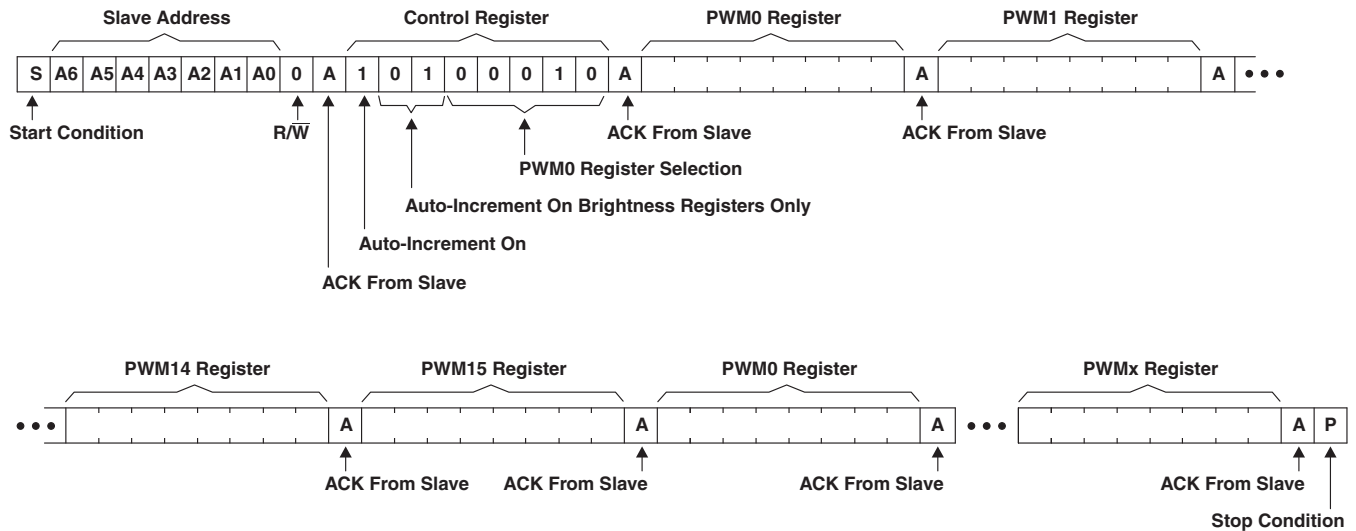 Slave Address Control Register PWM0 Register PWM1 Register
S A6 A5 A4 A3 A2 A1 A0 0 A 1 0 1 0 0 0 1 0 A A A
Start Condition R/W̅ ACK From Slave ACK From Slave
PWM0 Register Selection
Auto-Increment On Brightness Registers Only
Auto-Increment On
ACK From Slave
PWM14 Register PWM15 Register PWM0 Register PWMx Register
A A A A P
ACK From Slave ACK From Slave ACK From Slave ACK From Slave
Stop Condition